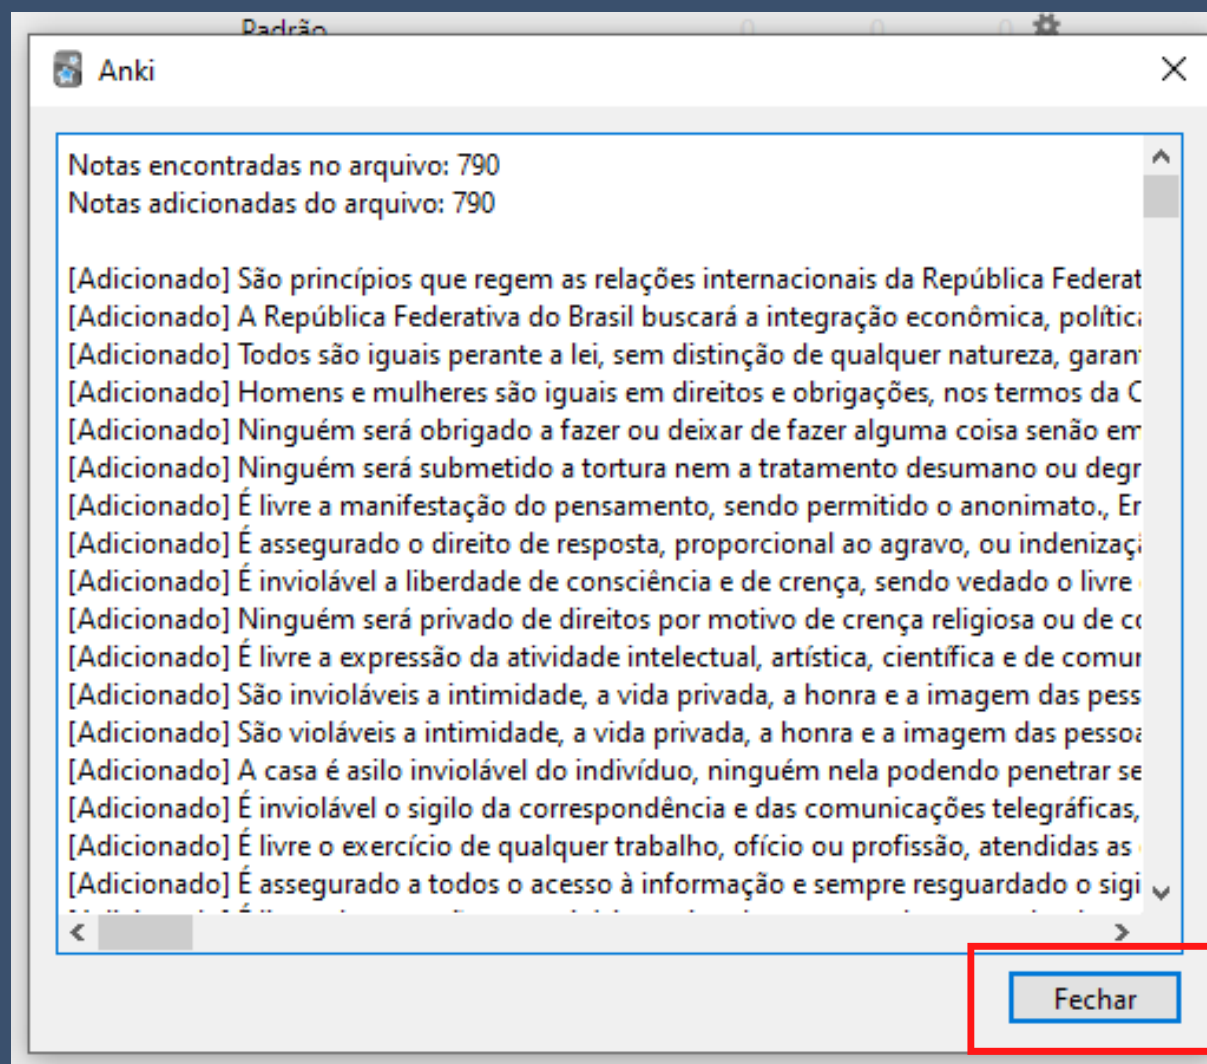 Padrão 0 0 0
Anki
Notas encontradas no arquivo: 790
Notas adicionadas do arquivo: 790
[Adicionado] São princípios que regem as relações internacionais da República Federat
[Adicionado] A República Federativa do Brasil buscará a integração econômica, polític
[Adicionado] Todos são iguais perante a lei, sem distinção de qualquer natureza, garan
[Adicionado] Homens e mulheres são iguais em direitos e obrigações, nos termos da C
[Adicionado] Ninguém será obrigado a fazer ou deixar de fazer alguma coisa senão em
[Adicionado] Ninguém será submetido a tortura nem a tratamento desumano ou degr
[Adicionado] É livre a manifestação do pensamento, sendo permitido o anonimato., Er
[Adicionado] É assegurado o direito de resposta, proporcional ao agravo, ou indenizaç
[Adicionado] É inviolável a liberdade de consciência e de crença, sendo vedado o livre
[Adicionado] Ninguém será privado de direitos por motivo de crença religiosa ou de co
[Adicionado] É livre a expressão da atividade intelectual, artística, científica e de comur
[Adicionado] São invioláveis a intimidade, a vida privada, a honra e a imagem das pess
[Adicionado] São violáveis a intimidade, a vida privada, a honra e a imagem das pessoa
[Adicionado] A casa é asilo inviolável do indivíduo, ninguém nela podendo penetrar se
[Adicionado] É inviolável o sigilo da correspondência e das comunicações telegráficas,
[Adicionado] É livre o exercício de qualquer trabalho, ofício ou profissão, atendidas as
[Adicionado] É assegurado a todos o acesso à informação e sempre resguardado o sigi
Fechar